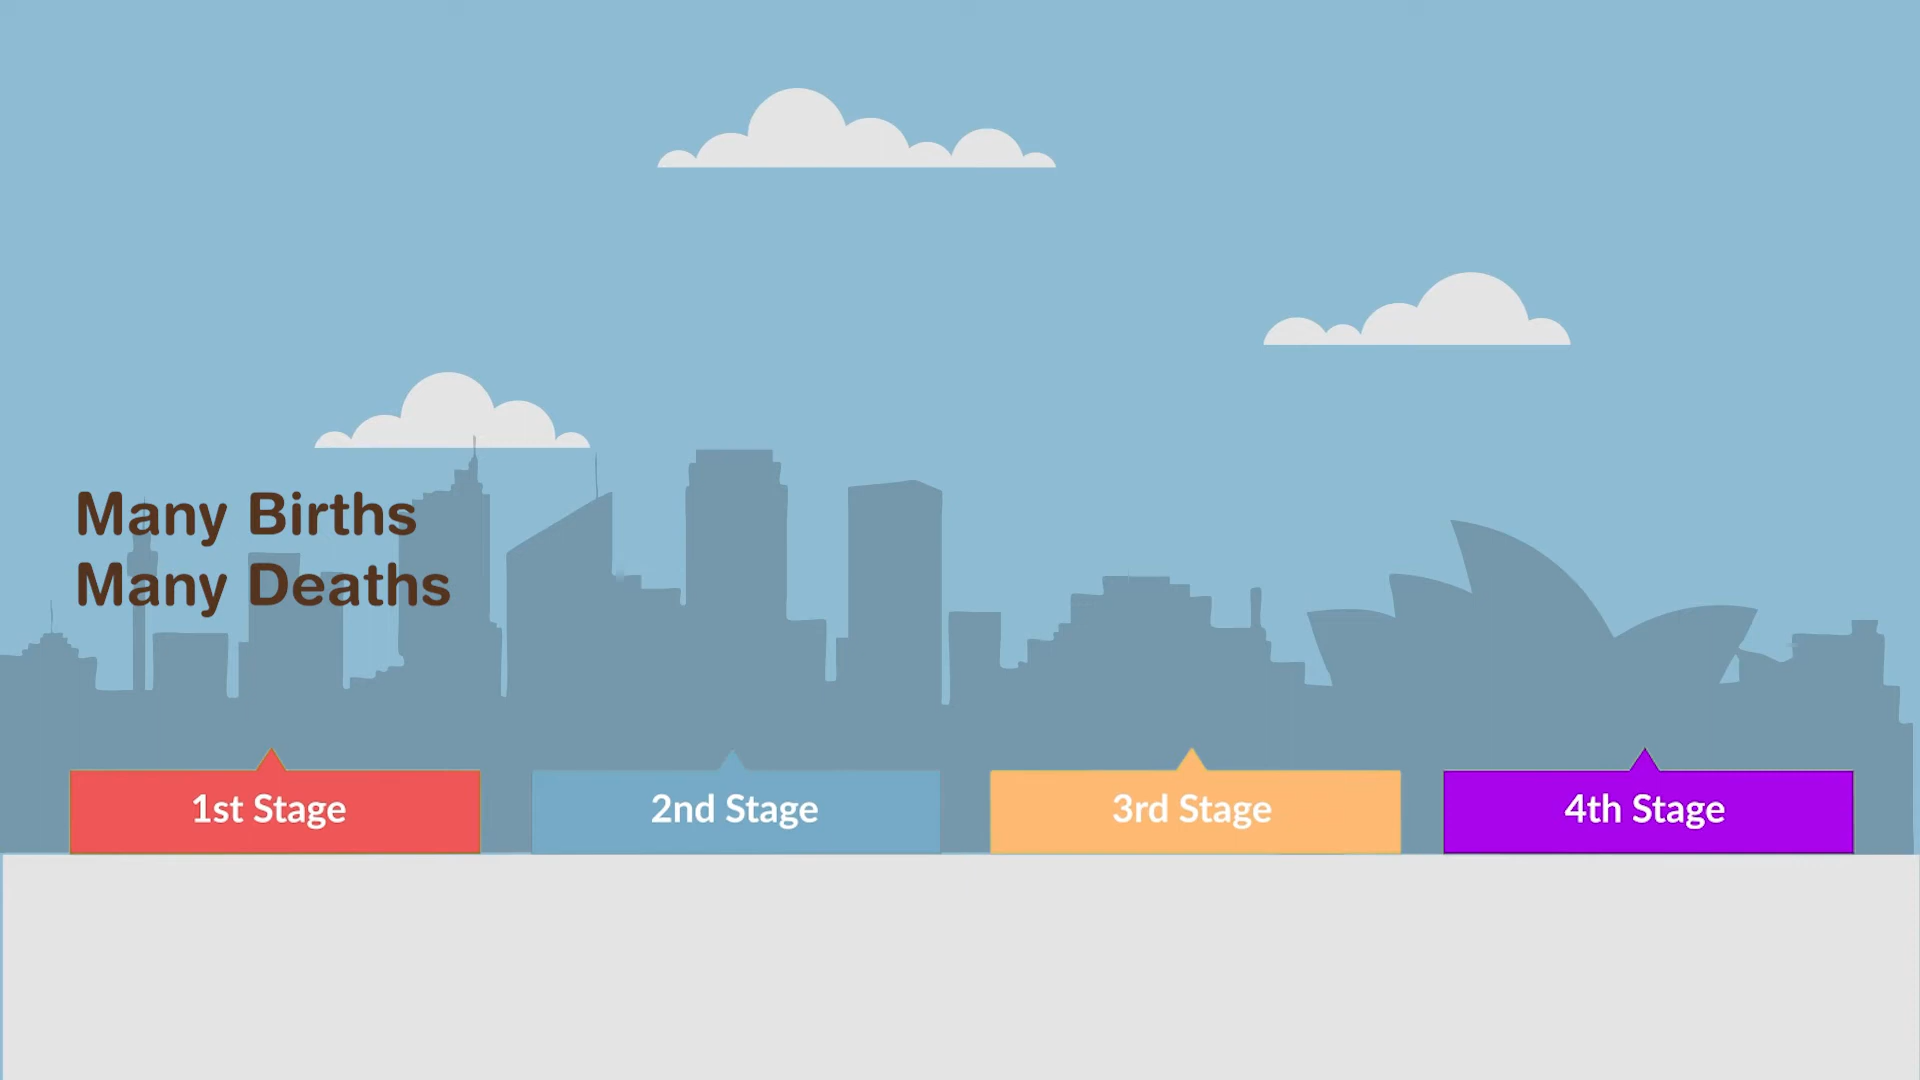 Many Births
Many Deaths
1st Stage
2nd Stage
3rd Stage
4th Stage